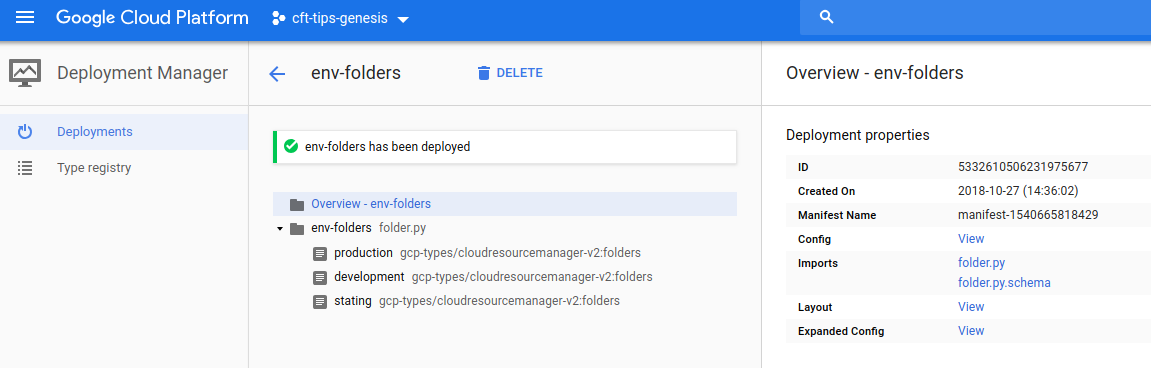 Google Cloud Platform
cft-tips-genesis
Deployment Manager
Deployments
Type registry
env-folders
DELETE
env-folders has been deployed
Overview - env-folders
env-folders folder.py
production gcp-types/cloudresourcemanager-v2:folders
development gcp-types/cloudresourcemanager-v2:folders
stating gcp-types/cloudresourcemanager-v2:folders
Overview - env-folders
Deployment properties
ID 5332610506231975677
Created On 2018-10-27 (14:36:02)
Manifest Name manifest-1540665818429
Config View
Imports folder.py
folder.py.schema
Layout View
Expanded Config View